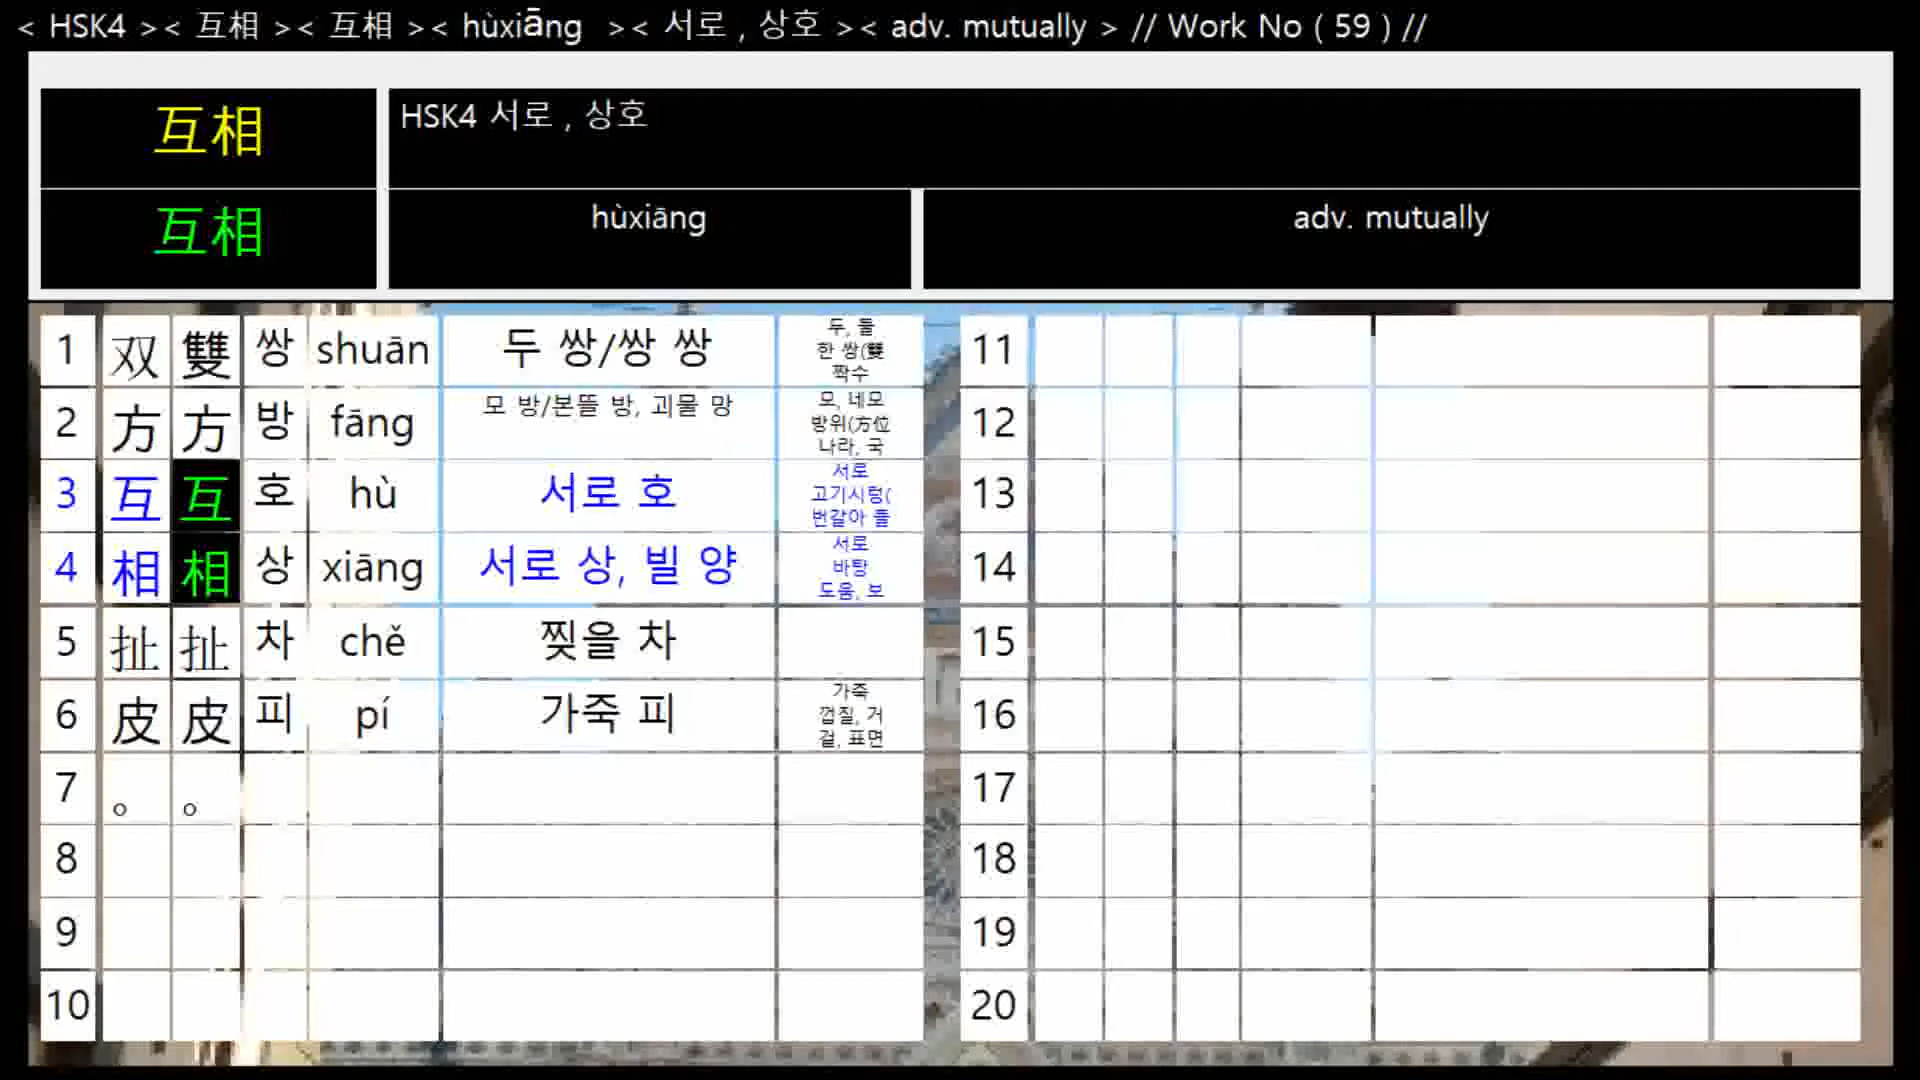 < HSK4 >< 互相 >< 互相 >< hùxiāng >< 서로 , 상호 >< adv. mutually > // Work No ( 59 ) //
互相
HSK4 서로 , 상호
互相
hùxiāng
adv. mutually
1 双 雙 쌍 shuān 두 쌍/쌍 쌍 두, 둘
한 쌍(雙
짝수
2 方 方 방 fāng 모 방/본뜰 방, 괴물 망 모, 네모
방위(方位
나라, 국
3 互 互 호 hù 서로 호 서로
고기시렁(
번갈아 들
4 相 相 상 xiāng 서로 상, 빌 양 서로
바탕
도움, 보
5 扯 扯 차 chě 찢을 차
6 皮 皮 피 pí 가죽 피 가죽
껍질, 거
겉, 표면
7 。 。
8
9
10
11
12
13
14
15
16
17
18
19
20